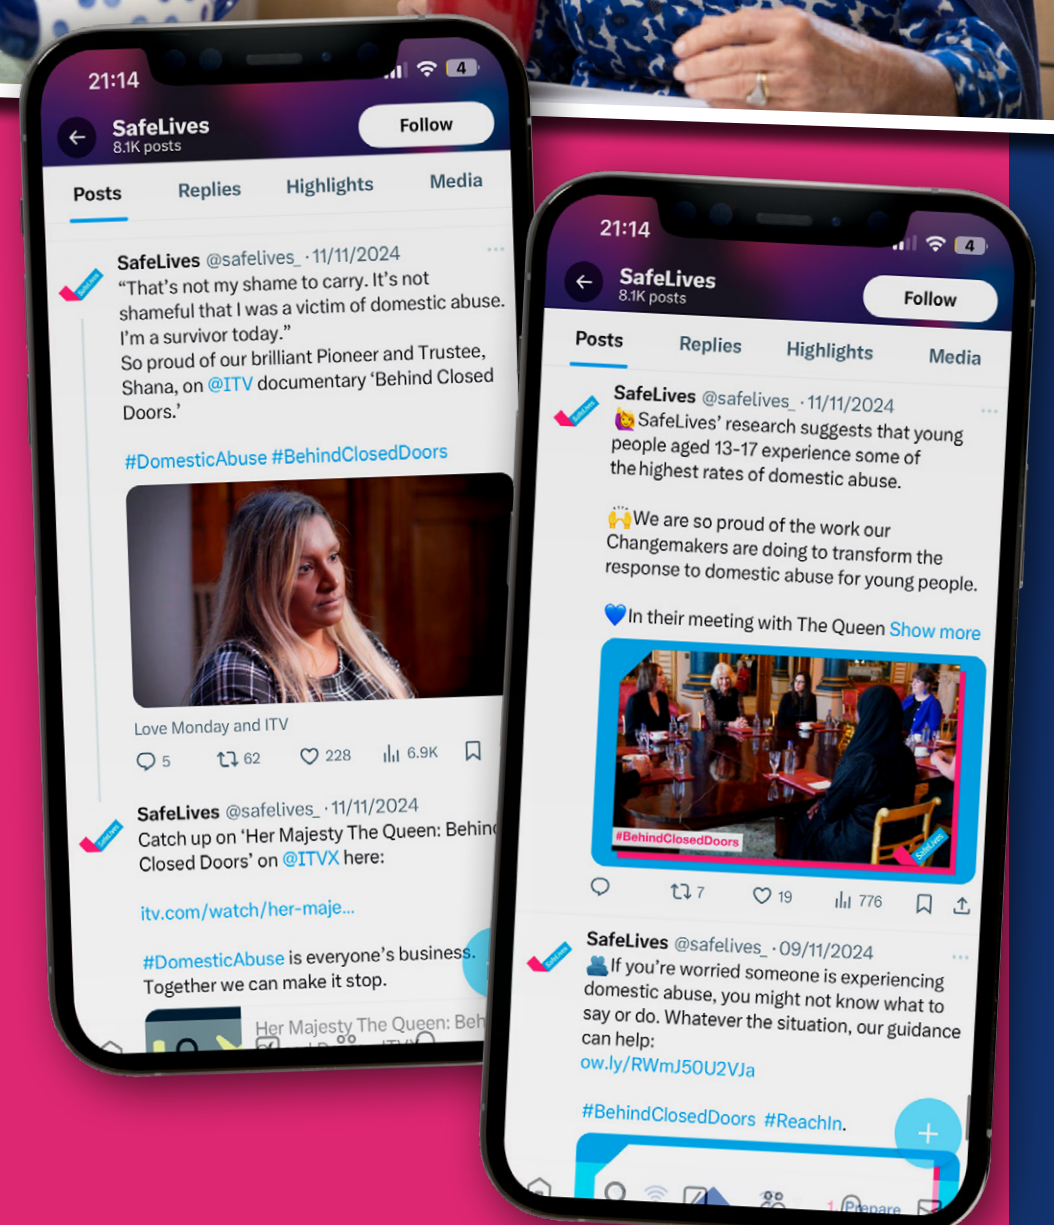 21:14
4
SafeLives
8.1K posts
Follow
Posts Replies Highlights Media
SafeLives @safelives_ · 11/11/2024
“That’s not my shame to carry. It’s not
shameful that I was a victim of domestic abuse.
I’m a survivor today.”
So proud of our brilliant Pioneer and Trustee,
Shana, on @ITV documentary ‘Behind Closed
Doors.’
#DomesticAbuse #BehindClosedDoors
Love Monday and ITV
5 62 228 6.9K
SafeLives @safelives_ · 11/11/2024
Catch up on ‘Her Majesty The Queen: Behind
Closed Doors’ on @ITVX here:
itv.com/watch/her-maje...
#DomesticAbuse is everyone’s business.
Together we can make it stop.
Her Majesty The Queen: Beh
21:14
4
SafeLives
8.1K posts
Follow
Posts Replies Highlights Media
SafeLives @safelives_ · 11/11/2024
🙋SafeLives’ research suggests that young
people aged 13-17 experience some of
the highest rates of domestic abuse.
🙌We are so proud of the work our
Changemakers are doing to transform the
response to domestic abuse for young people.
💙In their meeting with The Queen Show more
#BehindClosedDoors
SafeLives
7 19 776
SafeLives @safelives_ · 09/11/2024
🫂If you’re worried someone is experiencing
domestic abuse, you might not know what to
say or do. Whatever the situation, our guidance
can help:
ow.ly/RWmJ50U2VJa
#BehindClosedDoors #ReachIn.
1. Prepare